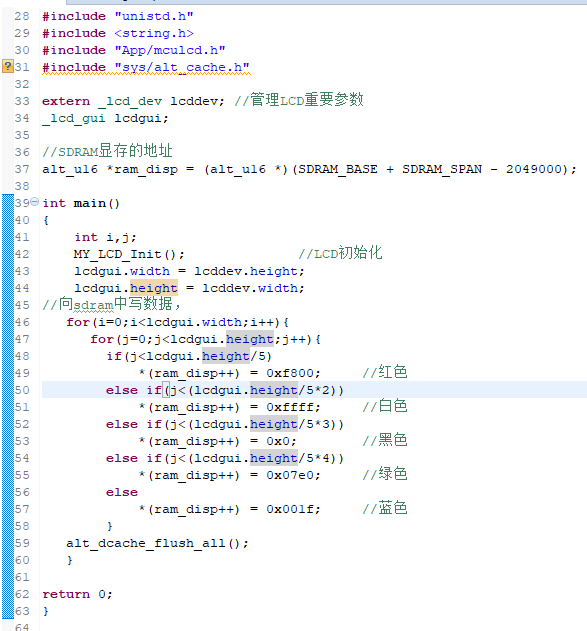 28 #include "unistd.h"
29 #include <string.h>
30 #include "App/mculcd.h"
31 #include "sys/alt_cache.h"
32
33 extern _lcd_dev lcddev; //管理LCD重要参数
34 _lcd_gui lcdgui;
35
36 //SDRAM显存的地址
37 alt_u16 *ram_disp = (alt_u16 *)(SDRAM_BASE + SDRAM_SPAN - 2049000);
38
39 int main()
40 {
41 int i,j;
42 MY_LCD_Init(); //LCD初始化
43 lcdgui.width = lcddev.height;
44 lcdgui.height = lcddev.width;
45 //向sdram中写数据，
46 for(i=0;i<lcdgui.width;i++){
47 for(j=0;j<lcdgui.height;j++){
48 if(j<lcdgui.height/5)
49 *(ram_disp++) = 0xf800; //红色
50 else if(j<(lcdgui.height/5*2))
51 *(ram_disp++) = 0xffff; //白色
52 else if(j<(lcdgui.height/5*3))
53 *(ram_disp++) = 0x0; //黑色
54 else if(j<(lcdgui.height/5*4))
55 *(ram_disp++) = 0x07e0; //绿色
56 else
57 *(ram_disp++) = 0x001f; //蓝色
58 }
59 alt_dcache_flush_all();
60 }
61
62 return 0;
63 }
64